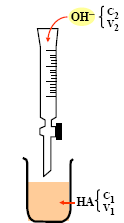 OH⁻ { C₂
V₂
HA { C₁
V₁